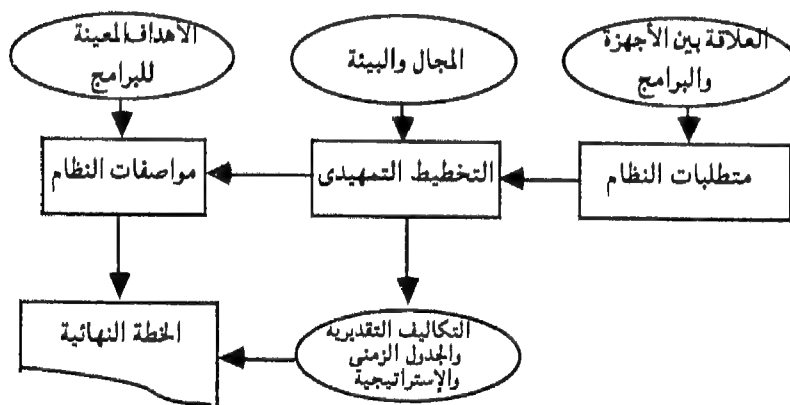 العلاقة بين الأجهزة
والبرامج
المجال والبيئة
الأهداف المعينة
للبرامج
متطلبات النظام
التخطيط التمهيدى
مواصفات النظام
التكاليف التقديرية
والجدول الزمنى
والإستراتيجية
الخطة النهائية